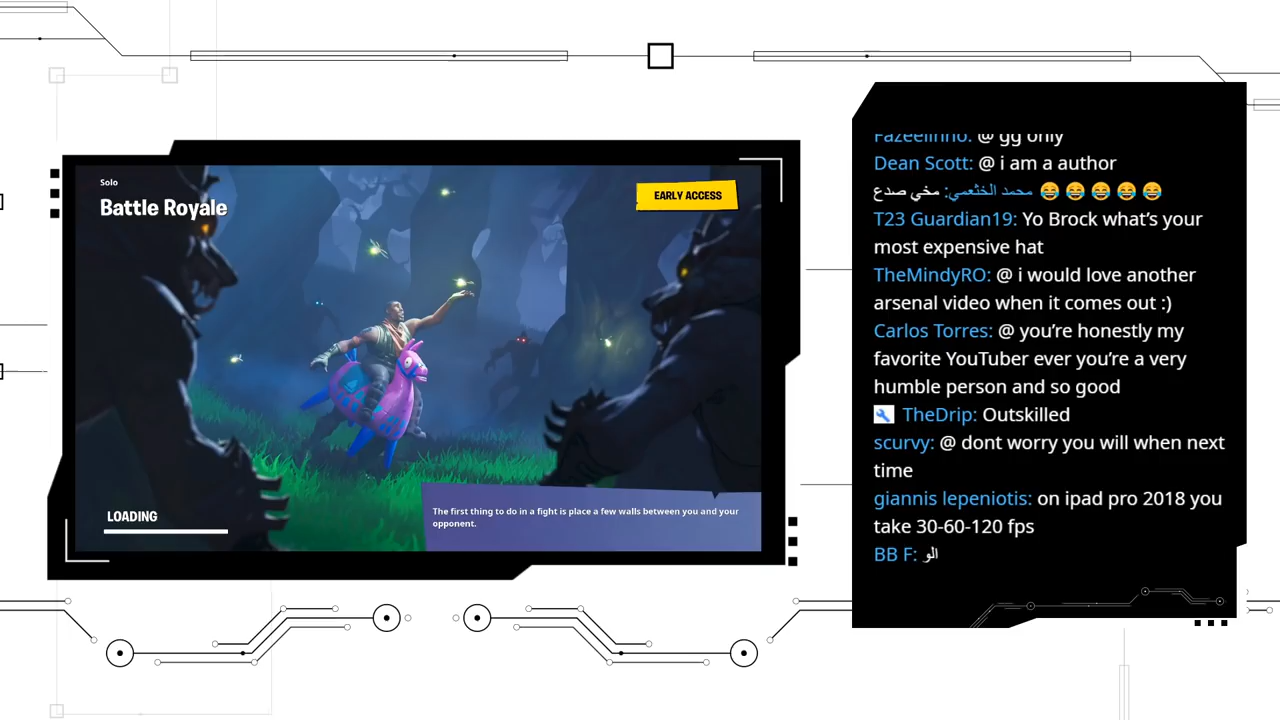 Solo
Battle Royale
EARLY ACCESS
LOADING
The first thing to do in a fight is place a few walls between you and your
opponent.
Fazeelinho: @ gg only
Dean Scott: @ i am a author
محمد الخثعمي: مخي صدع 😂 😂 😂 😂 😂
T23 Guardian19: Yo Brock what’s your
most expensive hat
TheMindyRO: @ i would love another
arsenal video when it comes out :)
Carlos Torres: @ you’re honestly my
favorite YouTuber ever you’re a very
humble person and so good
TheDrip: Outskilled
scurvy: @ dont worry you will when next
time
giannis lepeniotis: on ipad pro 2018 you
take 30-60-120 fps
BB F: الو